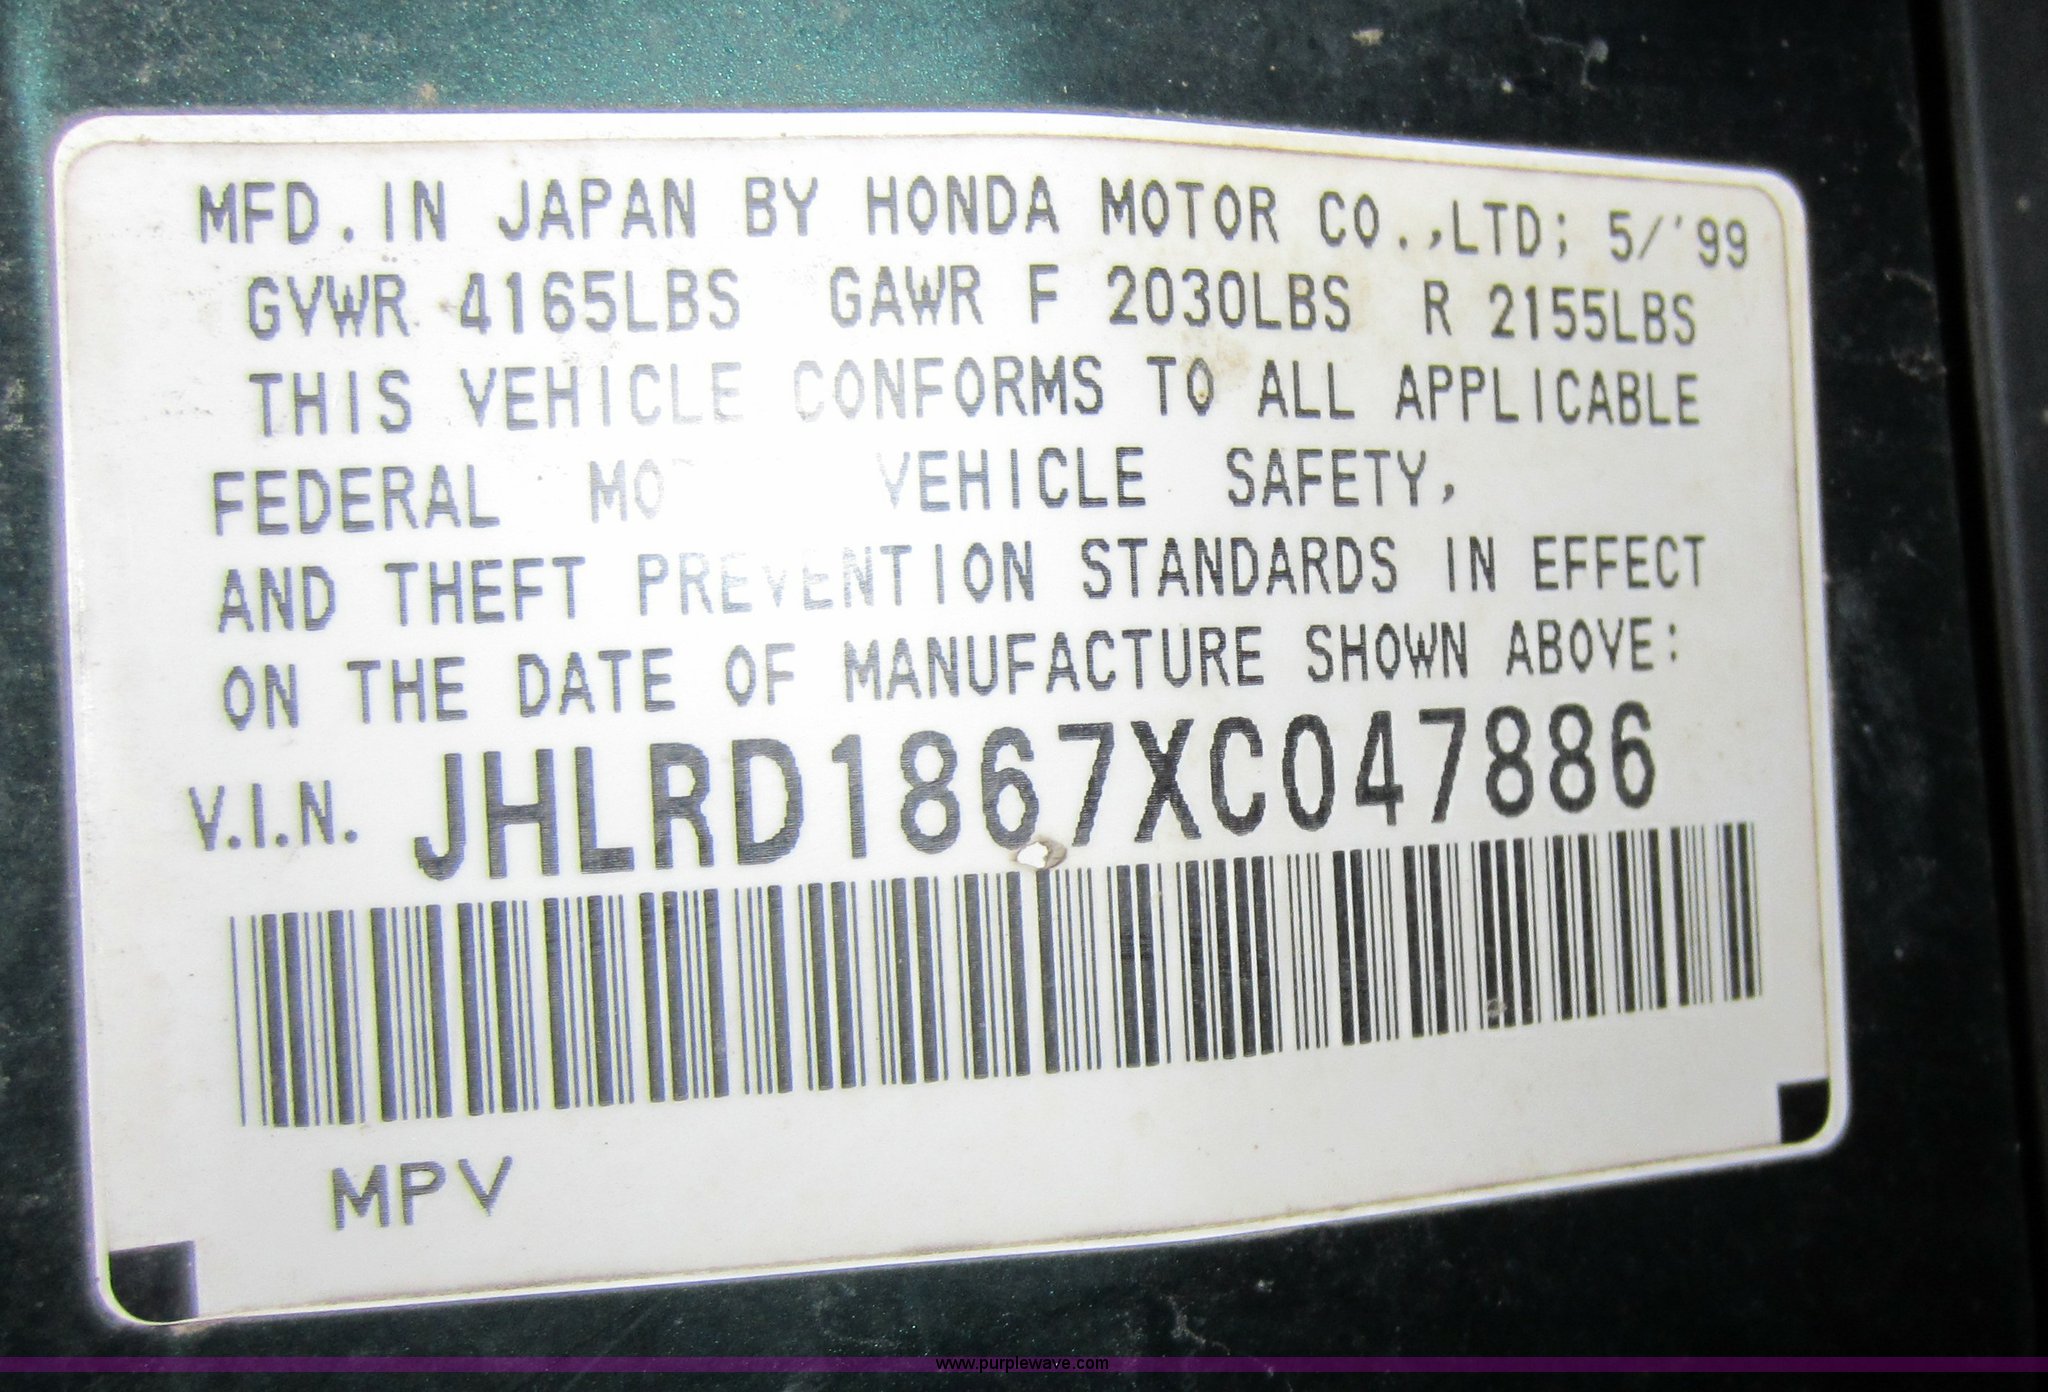 MFD. IN JAPAN BY HONDA MOTOR CO.,LTD; 5/'99
GVWR 4165LBS GAWR F 2030LBS R 2155LBS
THIS VEHICLE CONFORMS TO ALL APPLICABLE
FEDERAL VEHICLE SAFETY,
AND THEFT PREVENTION STANDARDS IN EFFECT
ON THE DATE OF MANUFACTURE SHOWN ABOVE:
V.I.N. JHLRD1867XC047886
MPV
www.purplewave.com